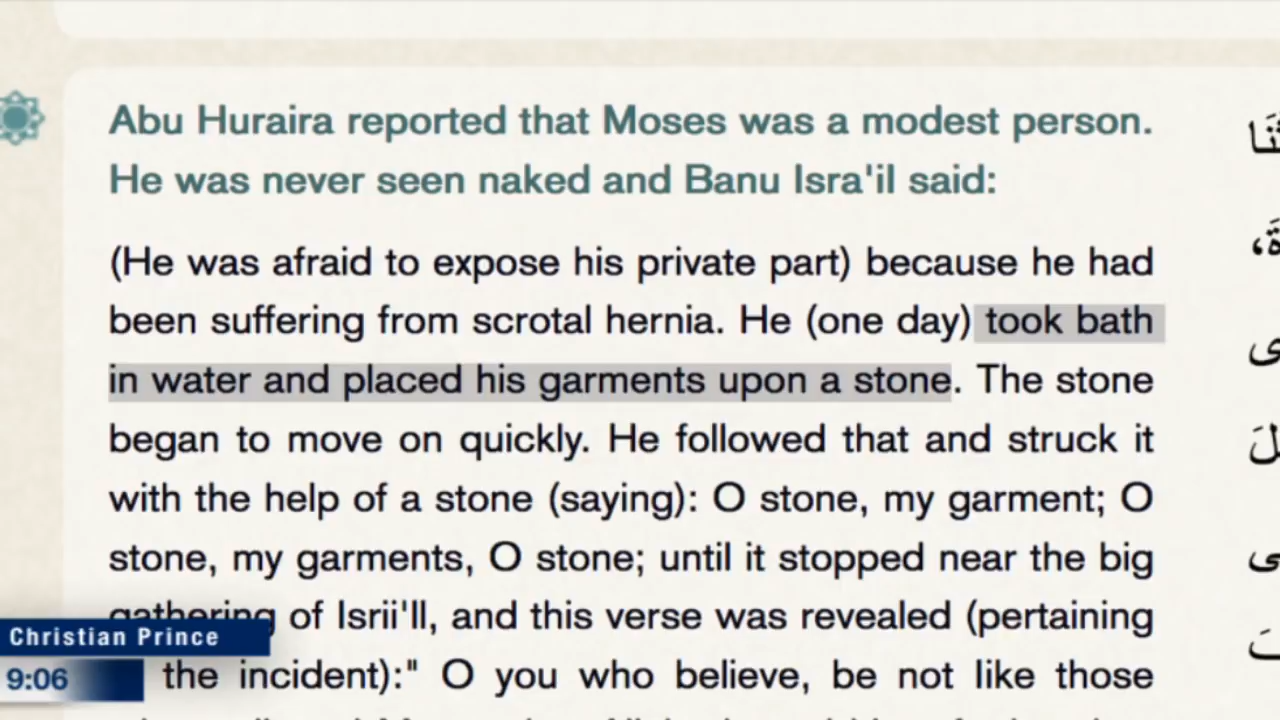 Abu Huraira reported that Moses was a modest person.
He was never seen naked and Banu Isra'il said:
(He was afraid to expose his private part) because he had
been suffering from scrotal hernia. He (one day) took bath
in water and placed his garments upon a stone. The stone
began to move on quickly. He followed that and struck it
with the help of a stone (saying): O stone, my garment; O
stone, my garments, O stone; until it stopped near the big
gathering of Isrii'll, and this verse was revealed (pertaining
the incident):" O you who believe, be not like those
Christian Prince
9:06